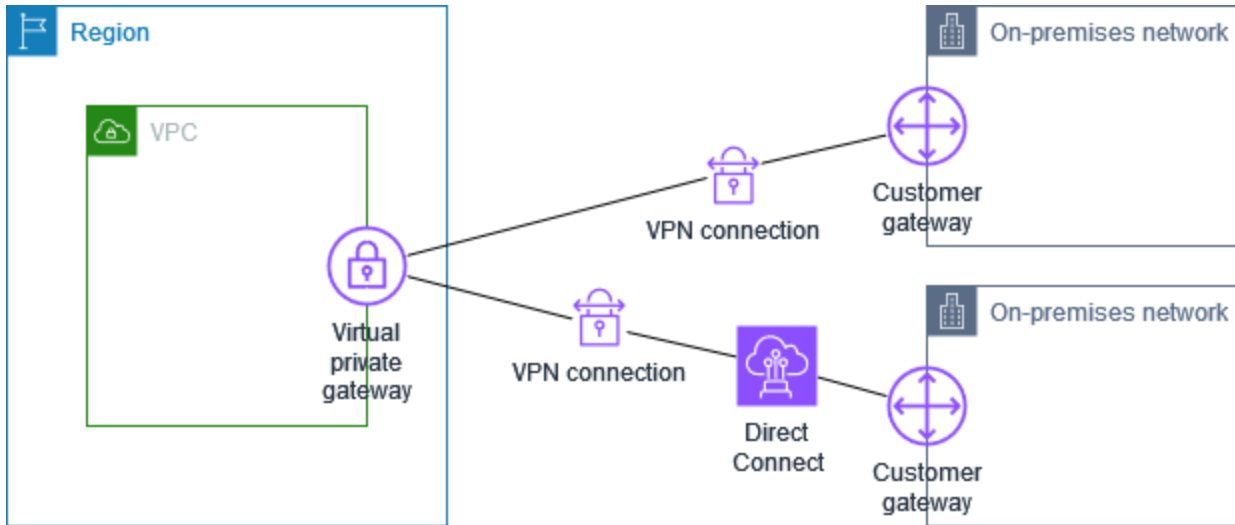 Region
VPC
Virtual
private
gateway
VPN connection
VPN connection
Direct
Connect
On-premises network
Customer
gateway
On-premises network
Customer
gateway